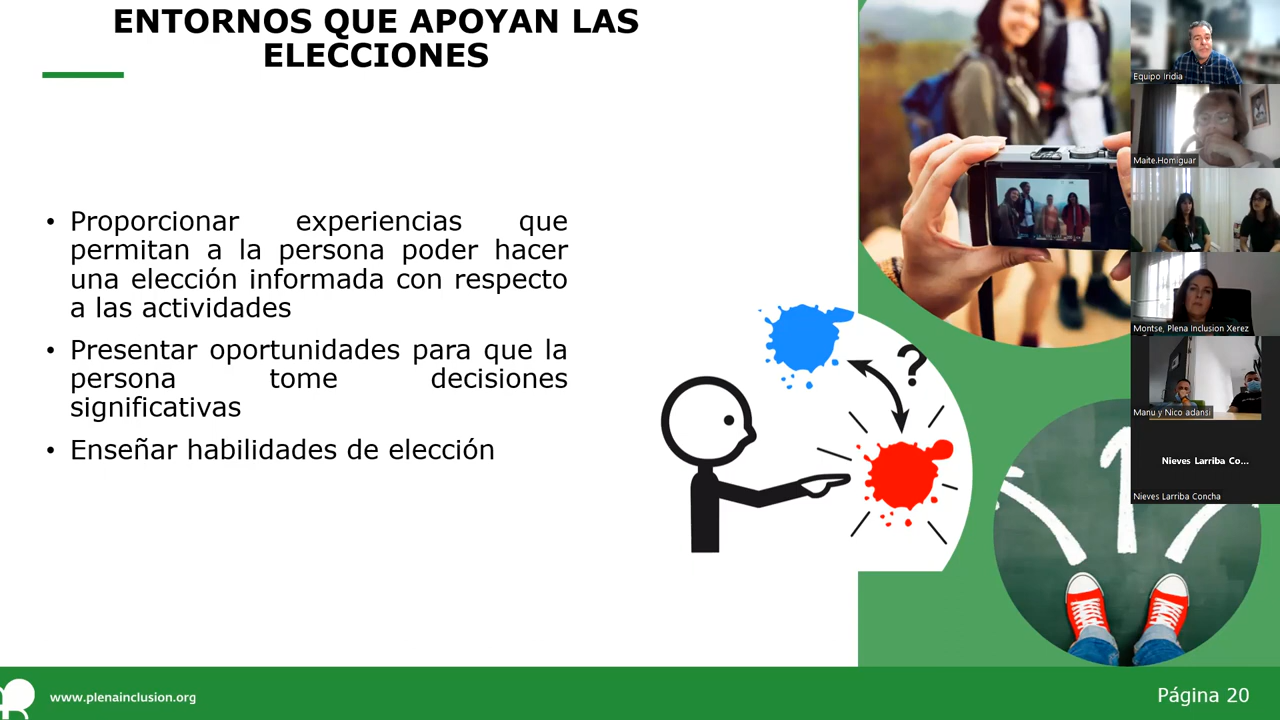 ENTORNOS QUE APOYAN LAS
ELECCIONES
• Proporcionar experiencias que
permitan a la persona poder hacer
una elección informada con respecto
a las actividades
• Presentar oportunidades para que la
persona tome decisiones
significativas
• Enseñar habilidades de elección
?
Equipo Iridia
Maite.Homiguar
Montse, Plena Inclusion Xerez
Manu y Nico adansi
Nieves Larriba Co...
Nieves Larriba Concha
www.plenainclusion.org
Página 20